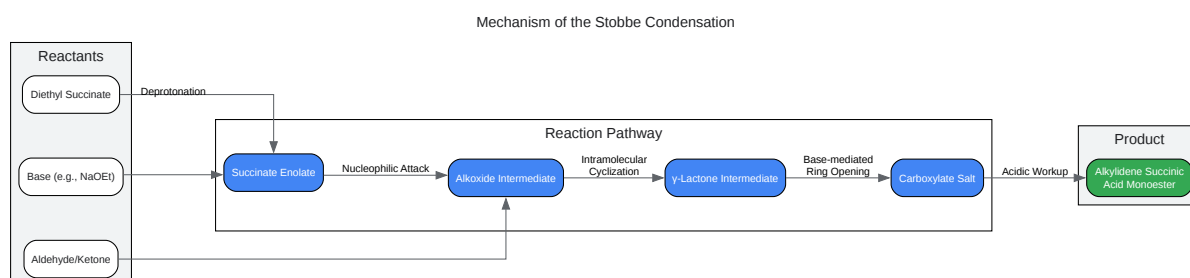 Mechanism of the Stobbe Condensation
Reactants
Diethyl Succinate
Deprotonation
Base (e.g., NaOEt)
Aldehyde/Ketone
Reaction Pathway
Succinate Enolate
Nucleophilic Attack
Alkoxide Intermediate
Intramolecular
Cyclization
γ-Lactone Intermediate
Base-mediated
Ring Opening
Carboxylate Salt
Acidic Workup
Product
Alkylidene Succinic
Acid Monoester